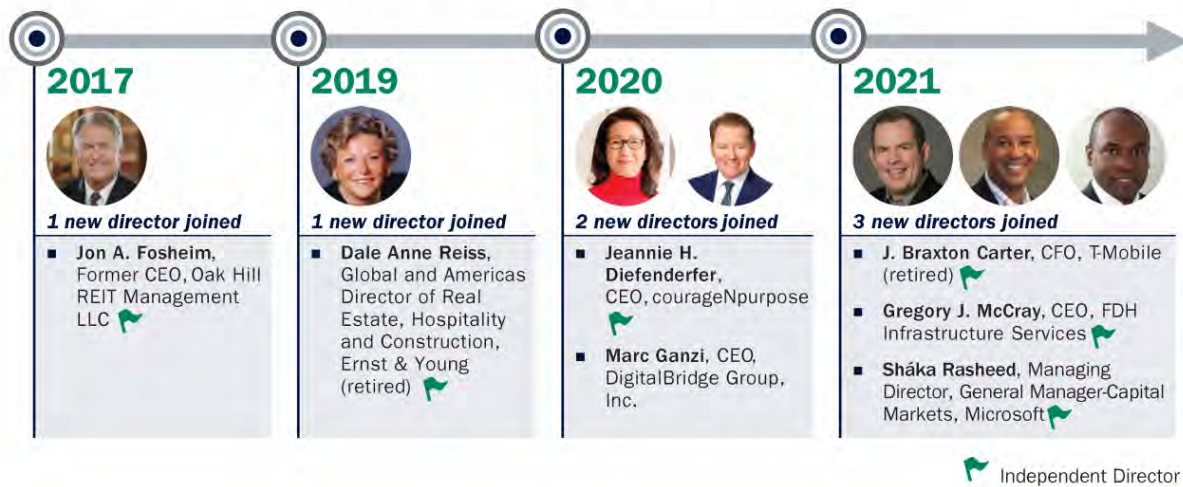 2017
1 new director joined
■ Jon A. Fosheim,
Former CEO, Oak Hill
REIT Management
LLC
2019
1 new director joined
■ Dale Anne Reiss,
Global and Americas
Director of Real
Estate, Hospitality
and Construction,
Ernst & Young
(retired)
2020
2 new directors joined
■ Jeannie H.
Diefenderfer,
CEO, courageNpurpose
■ Marc Ganzi, CEO,
DigitalBridge Group,
Inc.
2021
3 new directors joined
■ J. Braxton Carter, CFO, T-Mobile
(retired)
■ Gregory J. McCray, CEO, FDH
Infrastructure Services
■ Sháka Rasheed, Managing
Director, General Manager-Capital
Markets, Microsoft
Independent Director